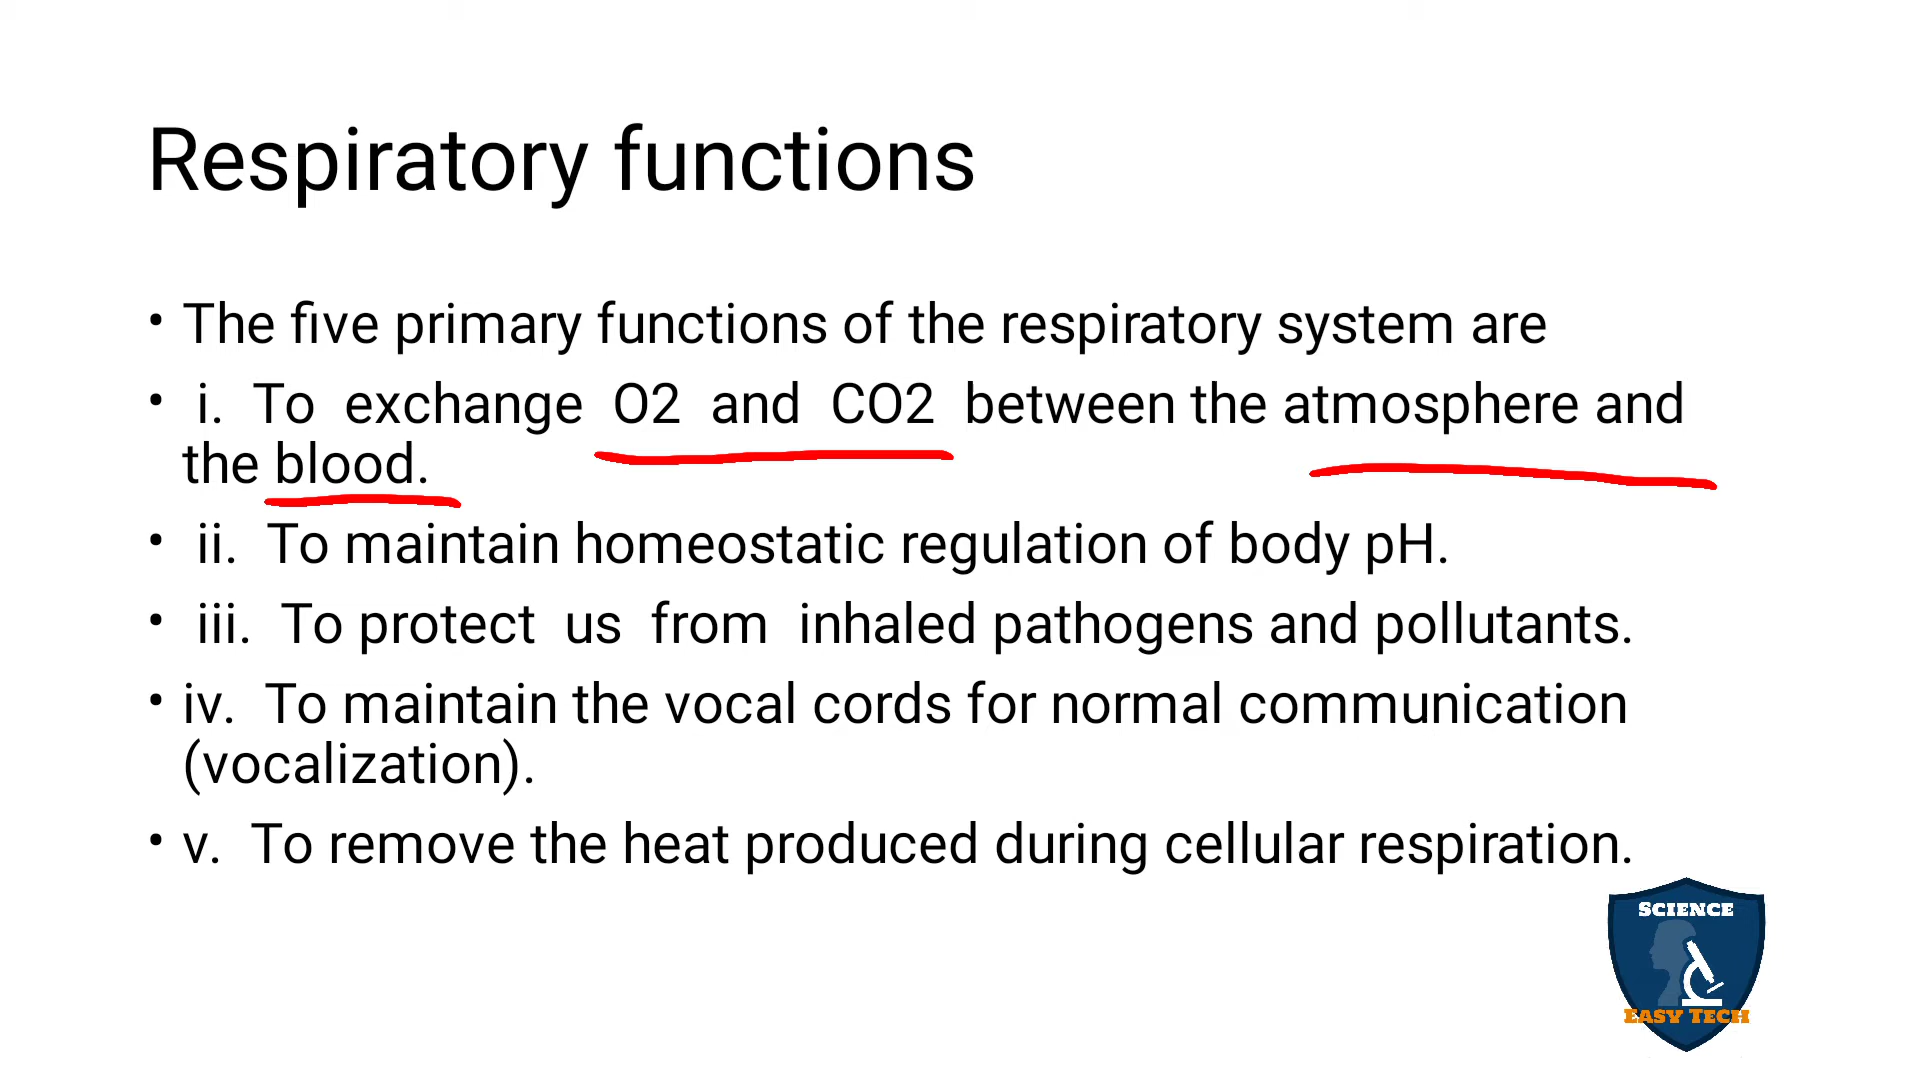 Respiratory functions
• The five primary functions of the respiratory system are
• i. To exchange O2 and CO2 between the atmosphere and
the blood.
• ii. To maintain homeostatic regulation of body pH.
• iii. To protect us from inhaled pathogens and pollutants.
• iv. To maintain the vocal cords for normal communication
(vocalization).
• v. To remove the heat produced during cellular respiration.
SCIENCE
EASY TECH